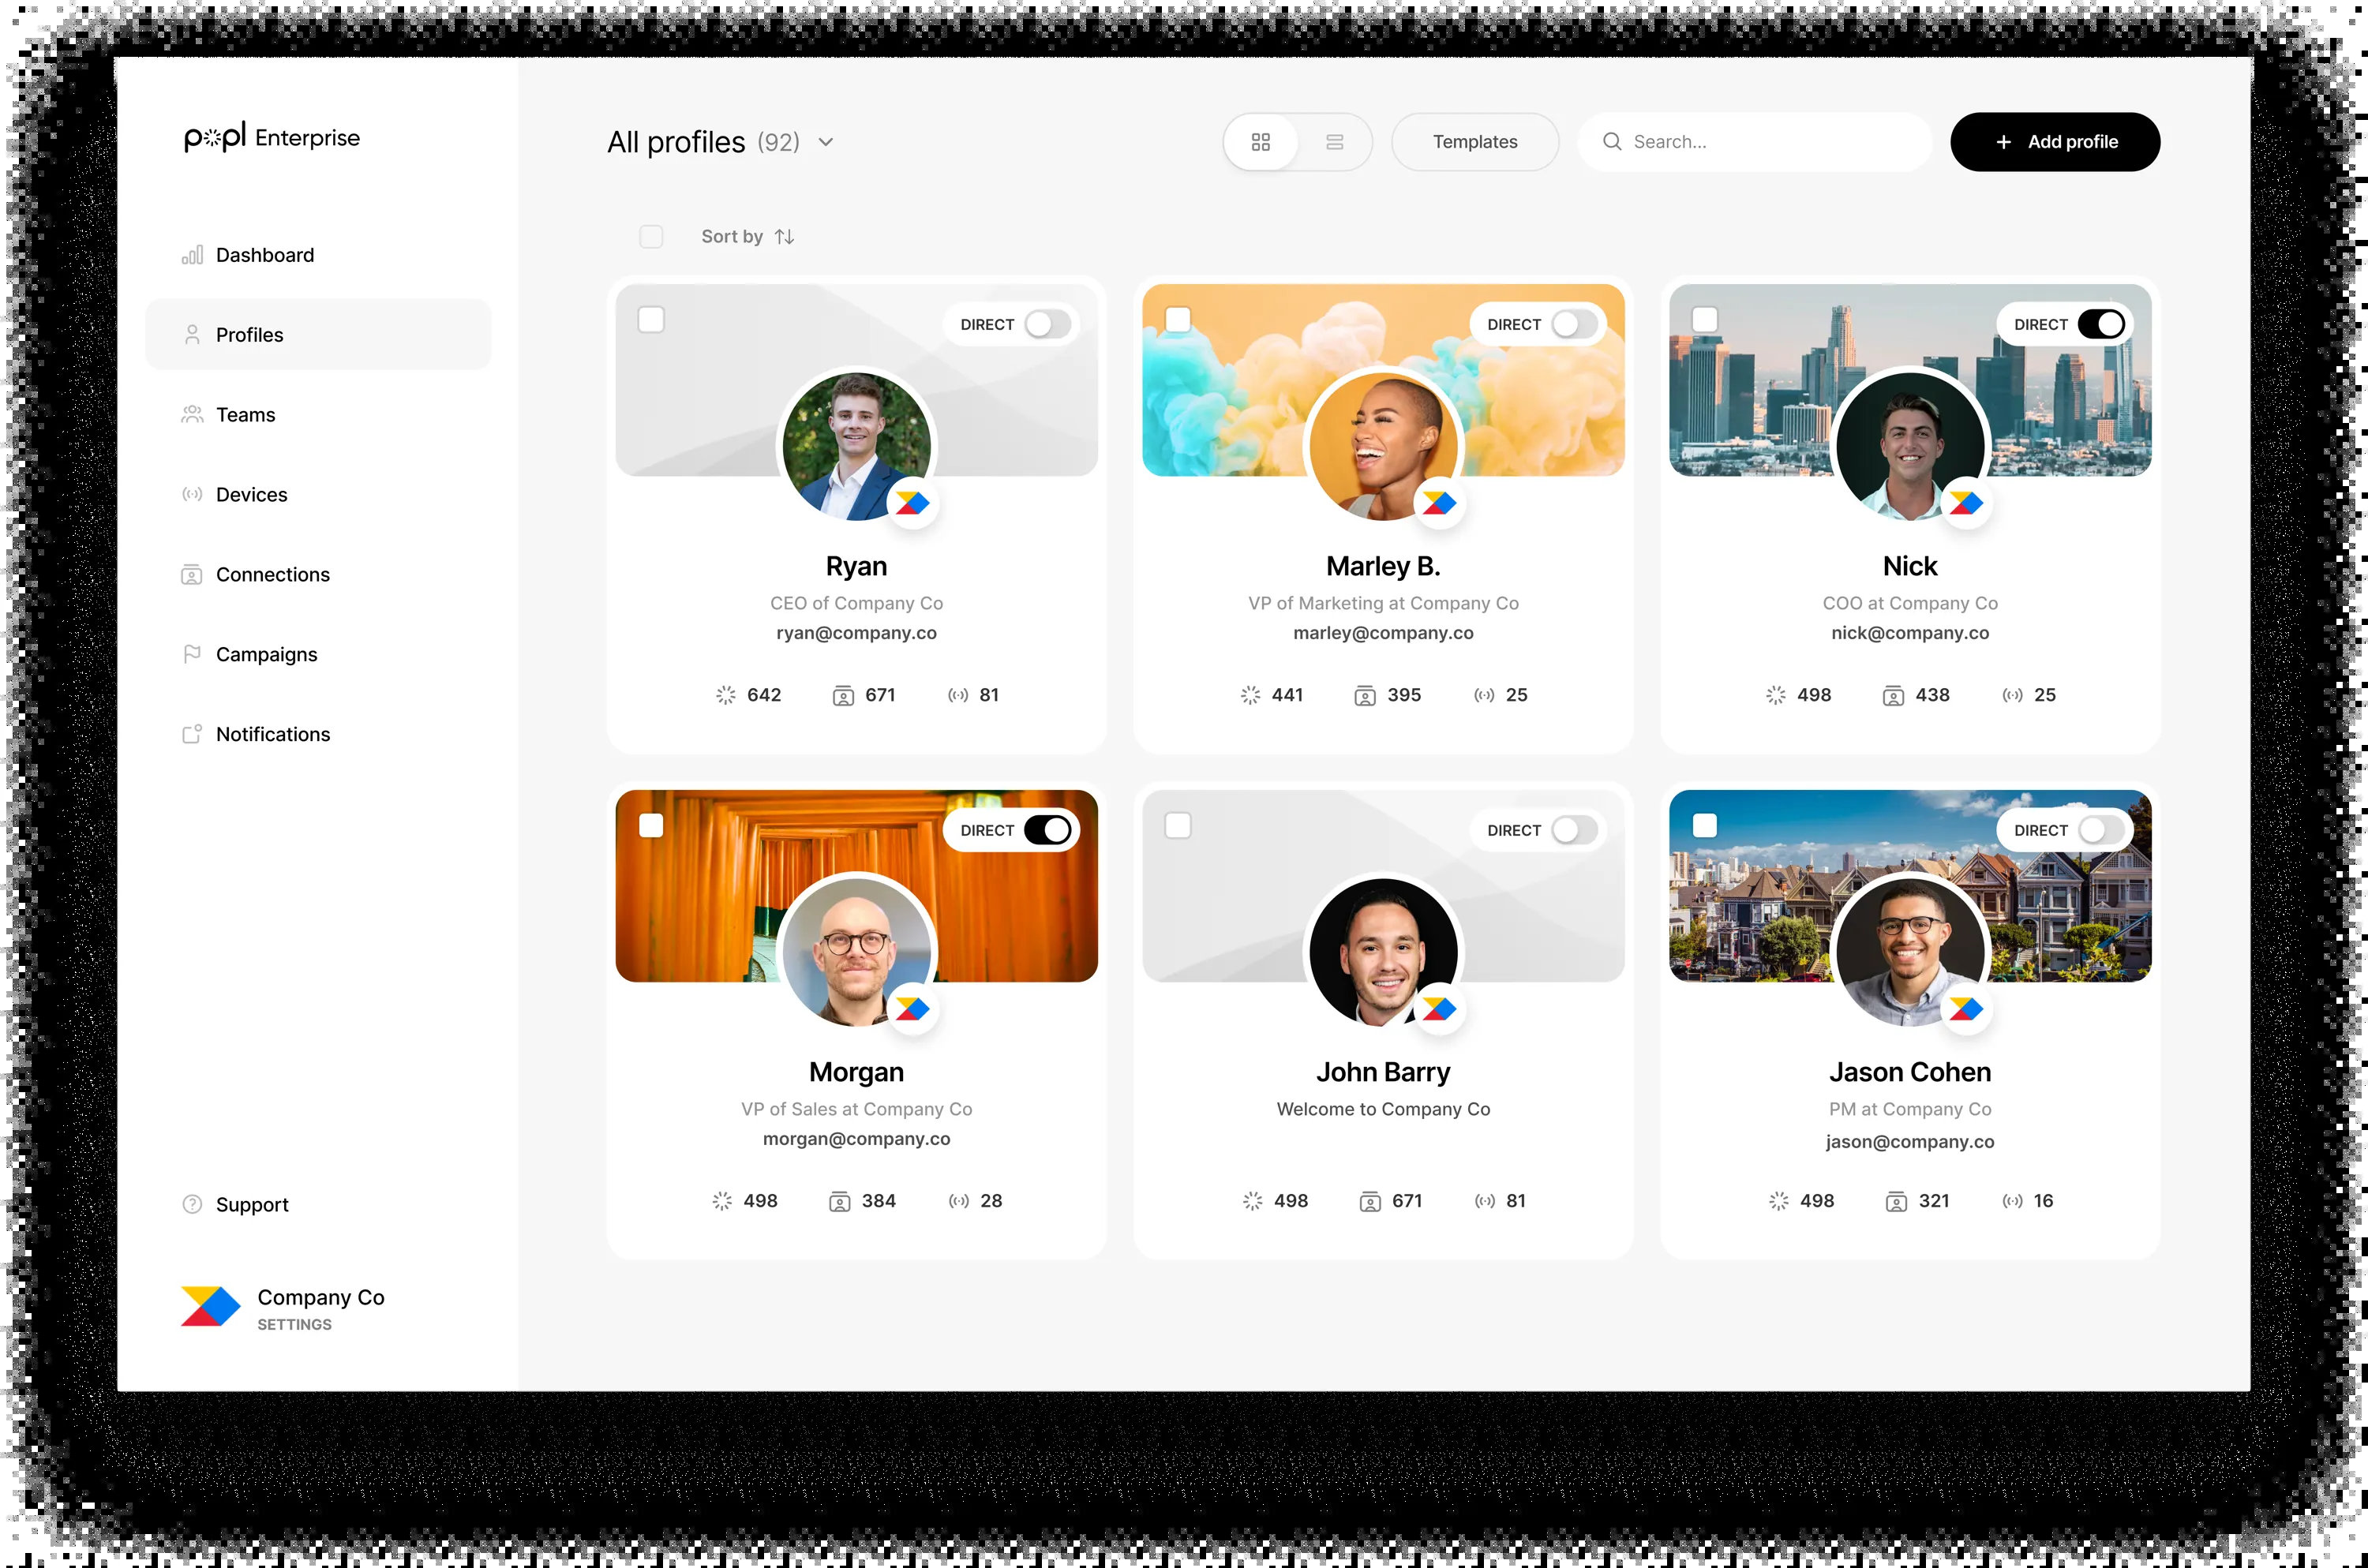 popl Enterprise
Dashboard
Profiles
Teams
Devices
Connections
Campaigns
Notifications
Support
Company Co
SETTINGS
All profiles (92)
Templates
Search...
+ Add profile
Sort by
DIRECT
Ryan
CEO of Company Co
ryan@company.co
642 671 81
DIRECT
Marley B.
VP of Marketing at Company Co
marley@company.co
441 395 25
DIRECT
Nick
COO at Company Co
nick@company.co
498 438 25
DIRECT
Morgan
VP of Sales at Company Co
morgan@company.co
498 384 28
DIRECT
John Barry
Welcome to Company Co
498 671 81
DIRECT
Jason Cohen
PM at Company Co
jason@company.co
498 321 16